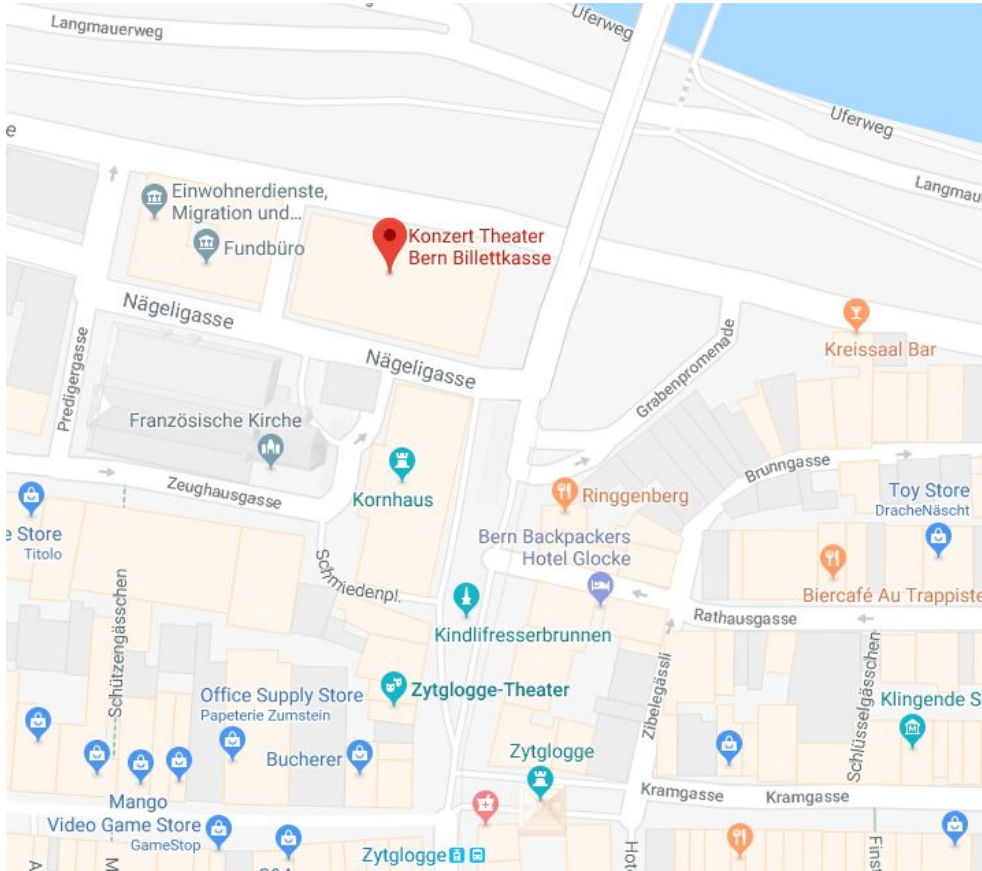 Langmauerweg
Uferweg
Uferweg
Langmau
e
Einwohnerdienste,
Migration und...
Fundbüro
Konzert Theater
Bern Billettkasse
Nägeligasse
Nägeligasse
Predigergasse
Grabenpromenade
Kreissaal Bar
Französische Kirche
Zeughausgasse
Kornhaus
Ringgenberg
Brunngasse
Toy Store
DracheNäscht
e Store
Titolo
Bern Backpackers
Hotel Glocke
Schmiedenpl.
Biercafé Au Trappiste
Kindlifresserbrunnen
Rathausgasse
Schützengässchen
Zytglogge-Theater
Zibelegässli
Schlüsselgässchen
Office Supply Store
Papeterie Zumstein
Klingende S
Bucherer
Zytglogge
Kramgasse
Kramgasse
Mango
Video Game Store
GameStop
Zytglogge
A
M
C&A
Hote
Finst